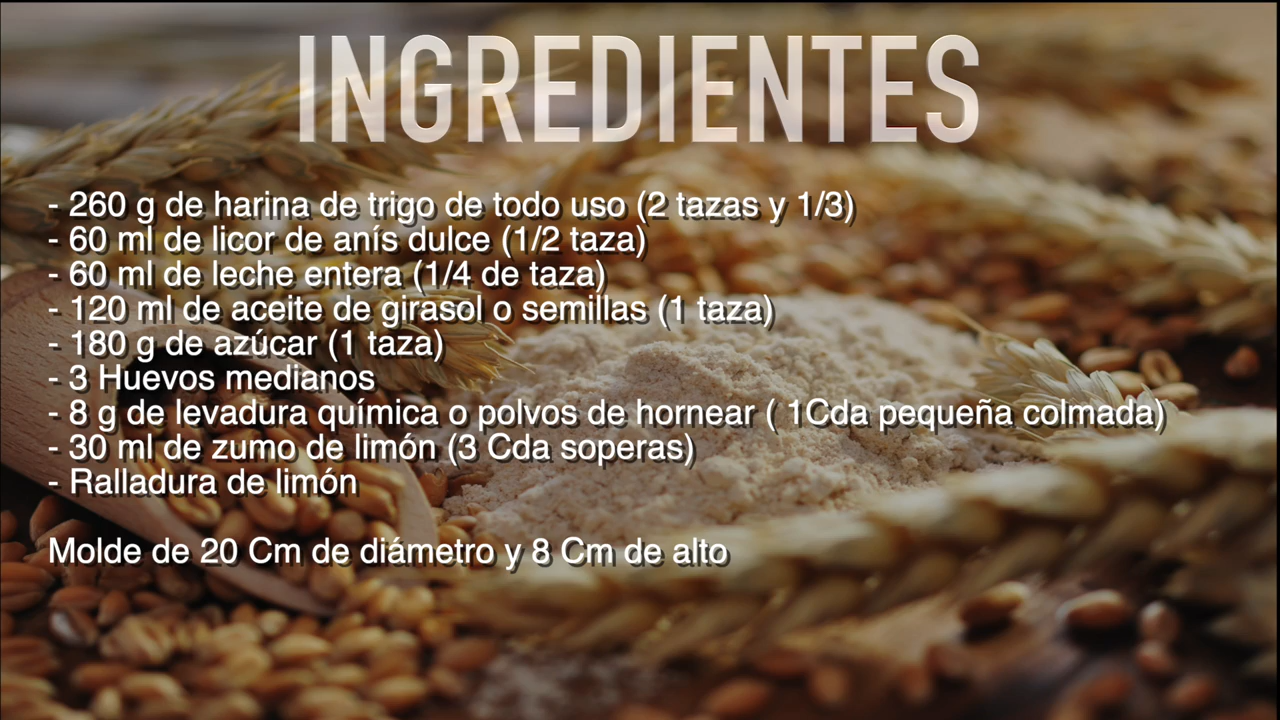 INGREDIENTES
- 260 g de harina de trigo de todo uso (2 tazas y 1/3)
- 60 ml de licor de anís dulce (1/2 taza)
- 60 ml de leche entera (1/4 de taza)
- 120 ml de aceite de girasol o semillas (1 taza)
- 180 g de azúcar (1 taza)
- 3 Huevos medianos
- 8 g de levadura química o polvos de hornear ( 1Cda pequeña colmada)
- 30 ml de zumo de limón (3 Cda soperas)
- Ralladura de limón
Molde de 20 Cm de diámetro y 8 Cm de alto